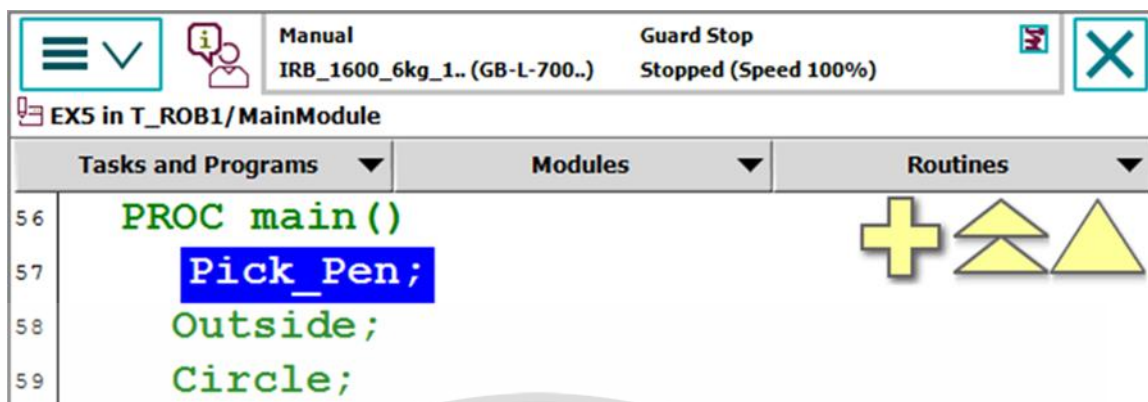 Manual
Guard Stop
IRB_1600_6kg_1.. (GB-L-700..)
Stopped (Speed 100%)
EX5 in T_ROB1/MainModule
Tasks and Programs
Modules
Routines
56 PROC main()
57 Pick_Pen;
58 Outside;
59 Circle;